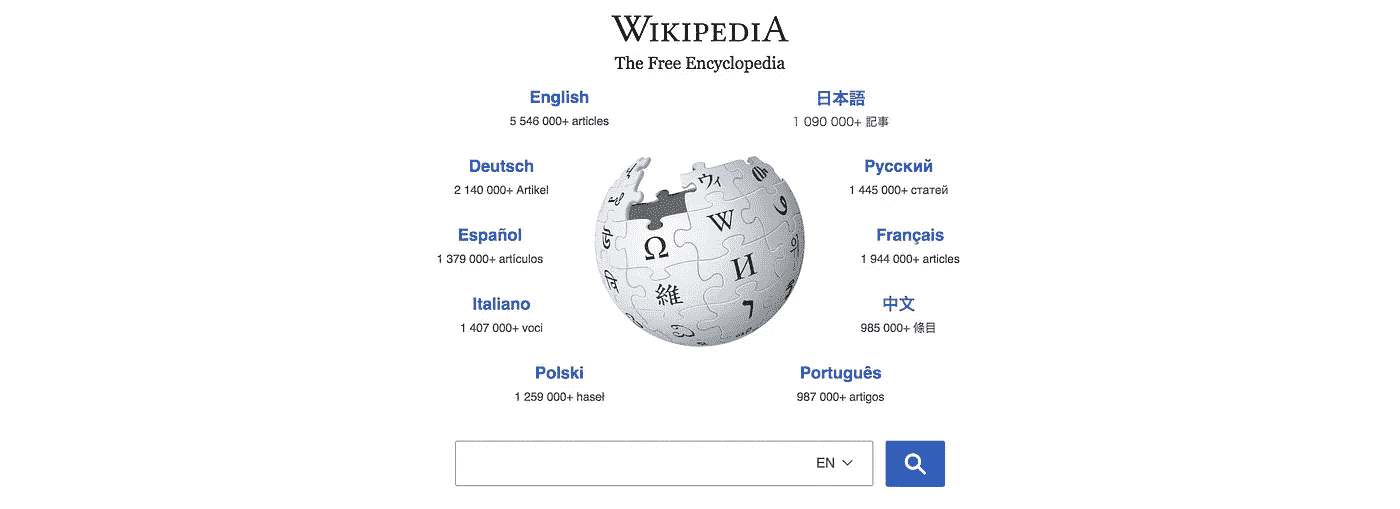 WIKIPEDIA
The Free Encyclopedia
English
5 546 000+ articles
日本語
1 090 000+ 記事
Deutsch
2 140 000+ Artikel
Русский
1 445 000+ статей
Español
1 379 000+ artículos
Français
1 944 000+ articles
Italiano
1 407 000+ voci
中文
985 000+ 條目
Polski
1 259 000+ haseł
Português
987 000+ artigos
ウィ
W
Ω
И
維
EN